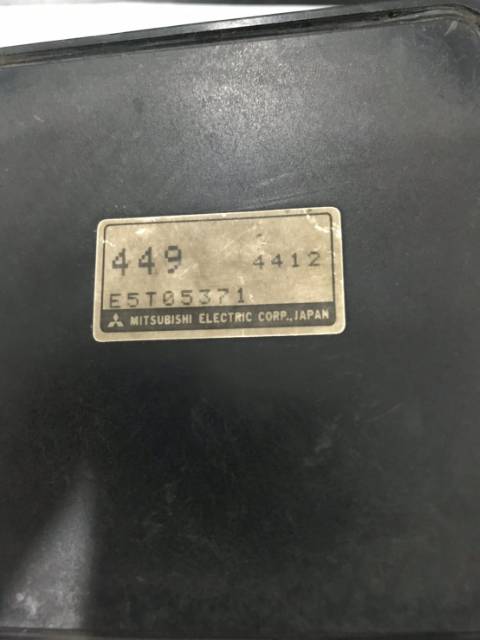 449 4412
E5T05371
MITSUBISHI ELECTRIC CORP., JAPAN